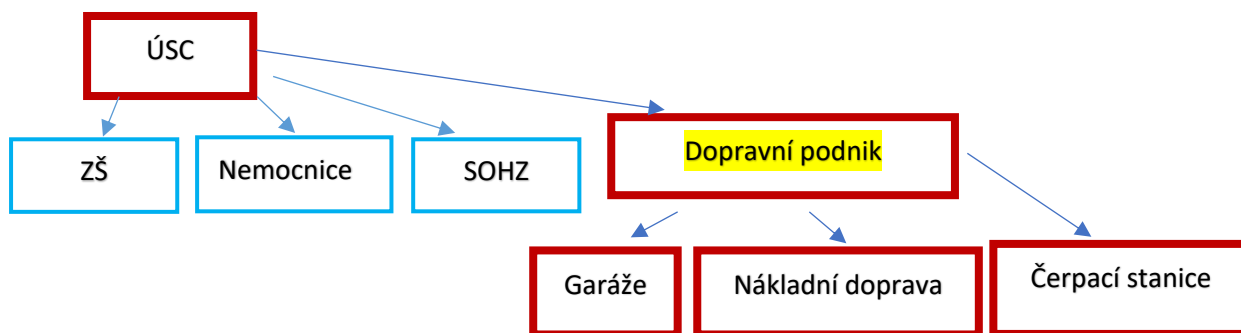 ÚSC
ZŠ
Nemocnice
SOHZ
Dopravní podnik
Garáže
Nákladní doprava
Čerpací stanice